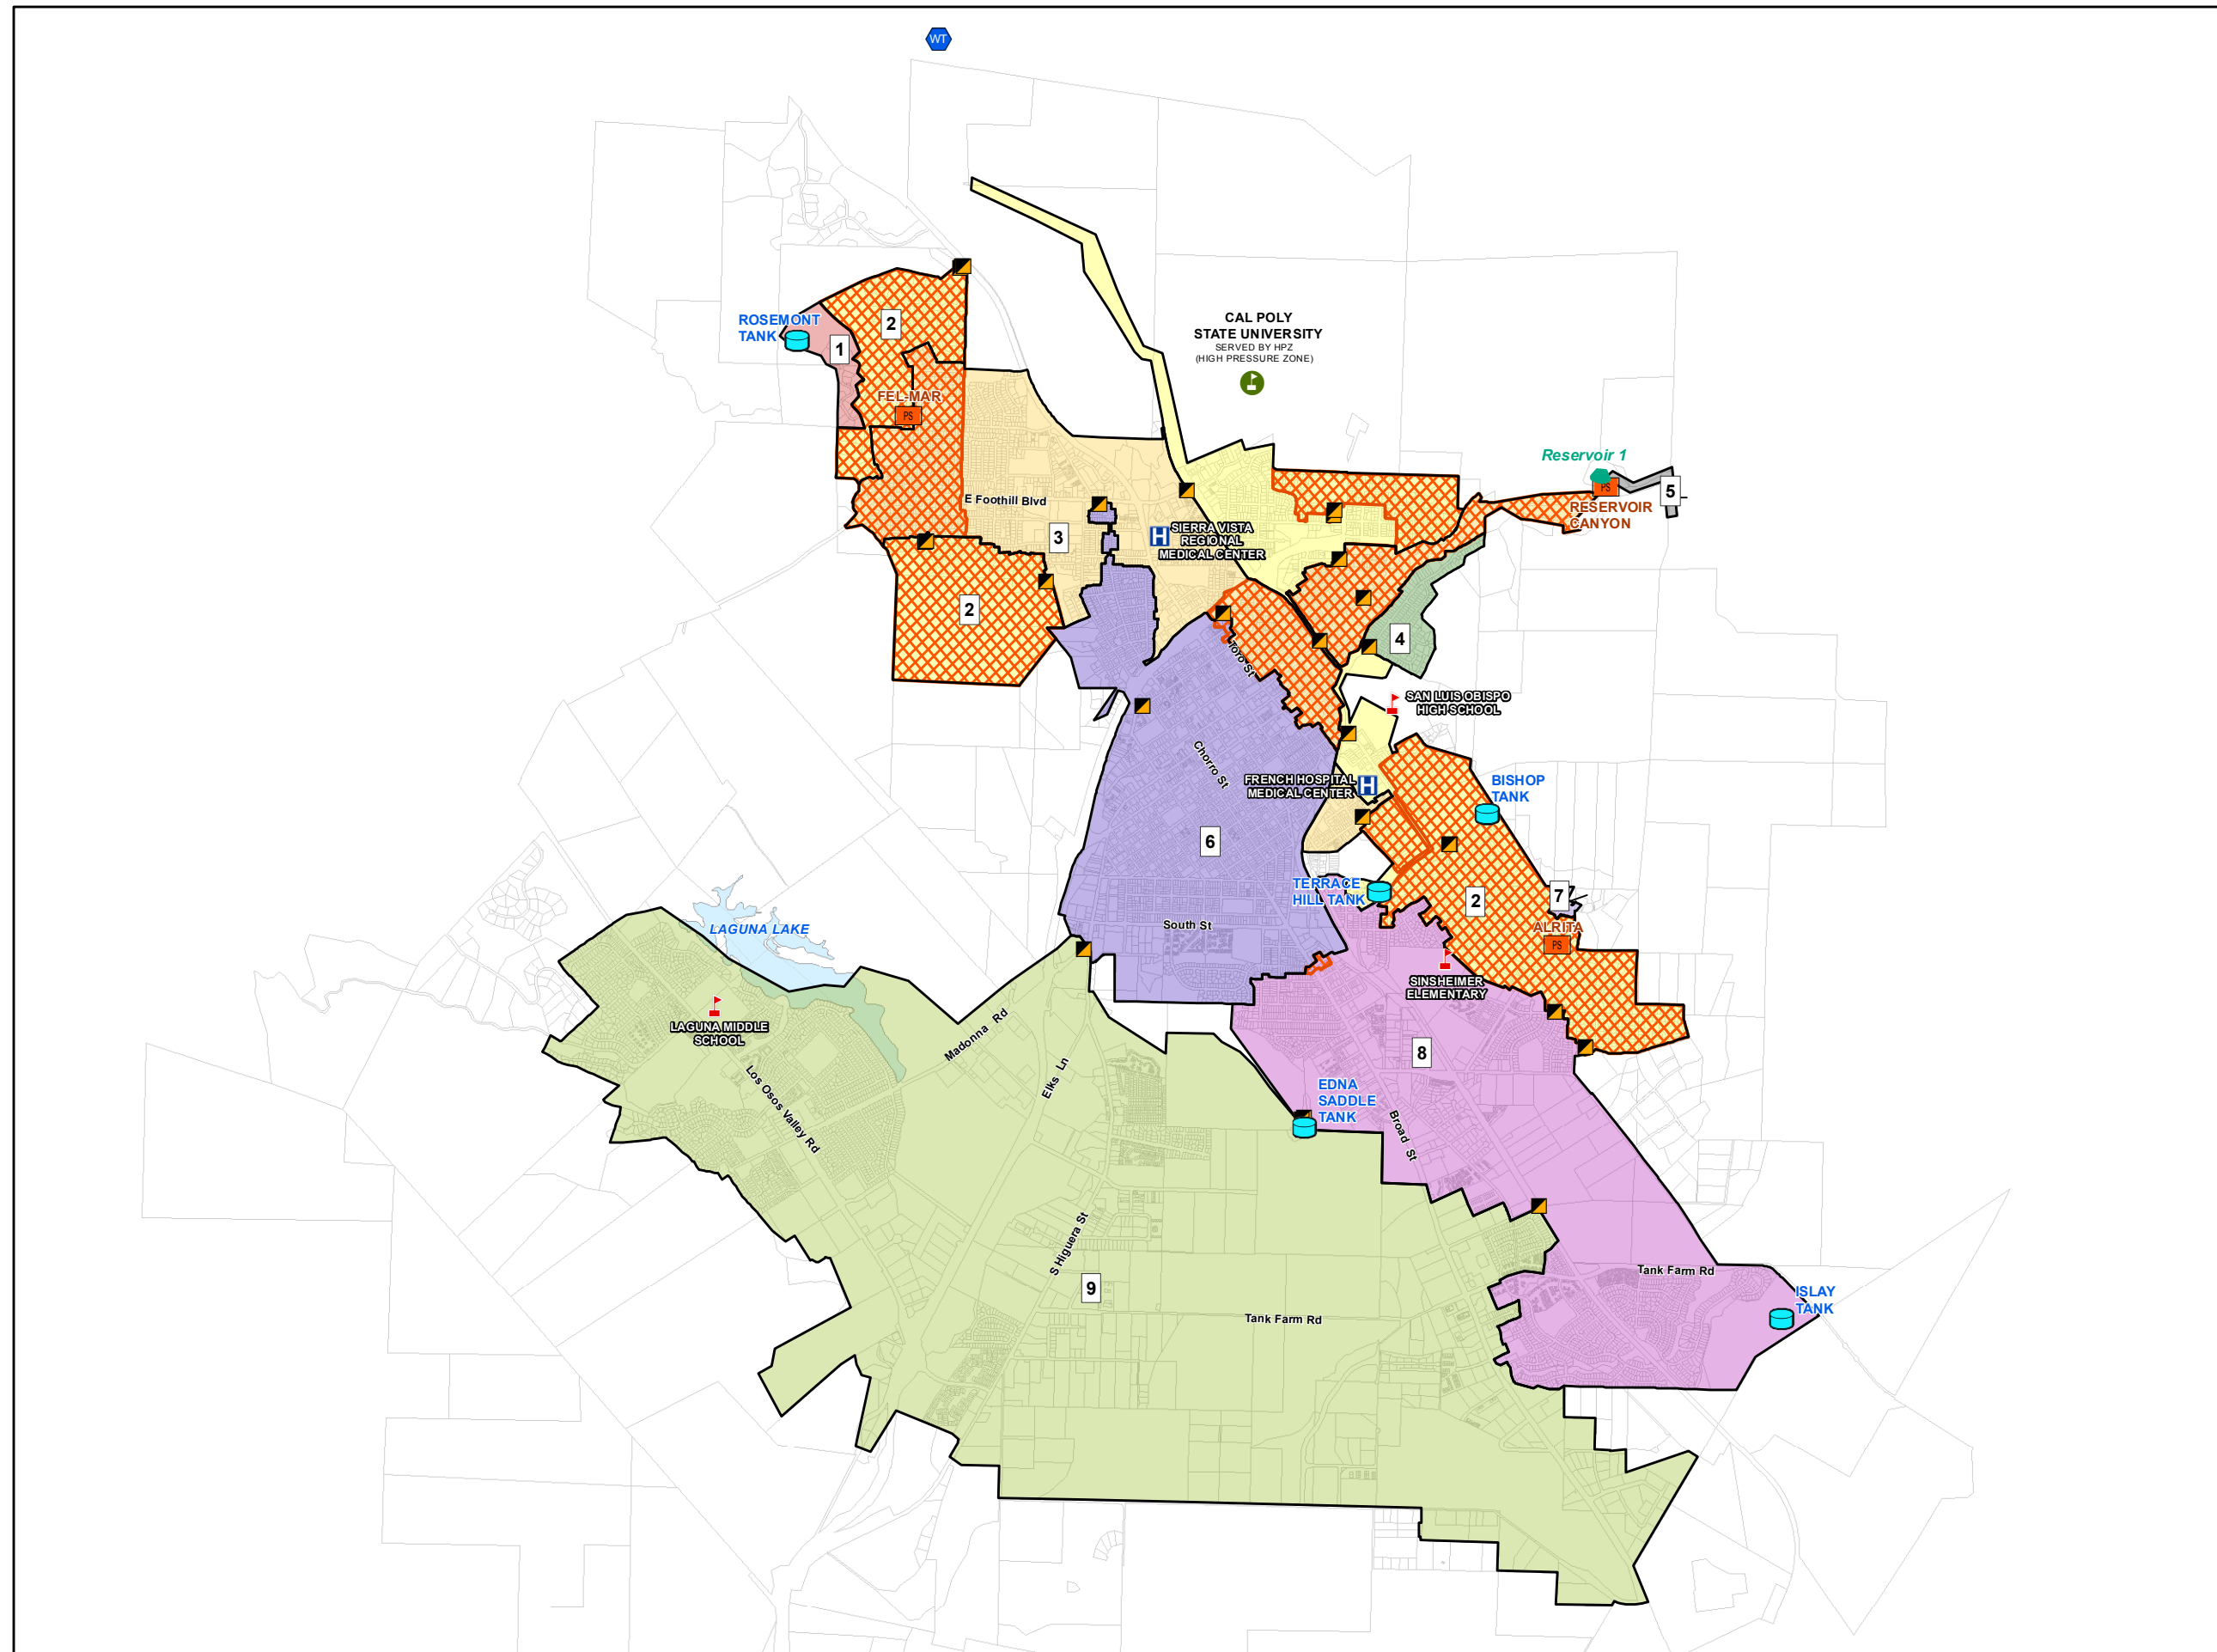 WT
CAL POLY
STATE UNIVERSITY
SERVED BY HPZ
(HIGH PRESSURE ZONE)
ROSEMONT
TANK
2
1
FEL-MAR
PS
Reservoir 1
PS
5
RESERVOIR
CANYON
E Foothill Blvd
3
H
SIERRA VISTA
REGIONAL
MEDICAL CENTER
2
4
Toro St
SAN LUIS OBISPO
HIGH SCHOOL
Chorro St
FRENCH HOSPITAL
MEDICAL CENTER
H
BISHOP
TANK
6
TERRACE
HILL TANK
2
7
7
ALRITA
PS
South St
LAGUNA LAKE
SINSHEIMER
ELEMENTARY
LAGUNA MIDDLE
SCHOOL
Madonna Rd
Elks Ln
8
Los Osos Valley Rd
EDNA
SADDLE
TANK
Broad St
S Higuera St
9
Tank Farm Rd
Tank Farm Rd
ISLAY
TANK